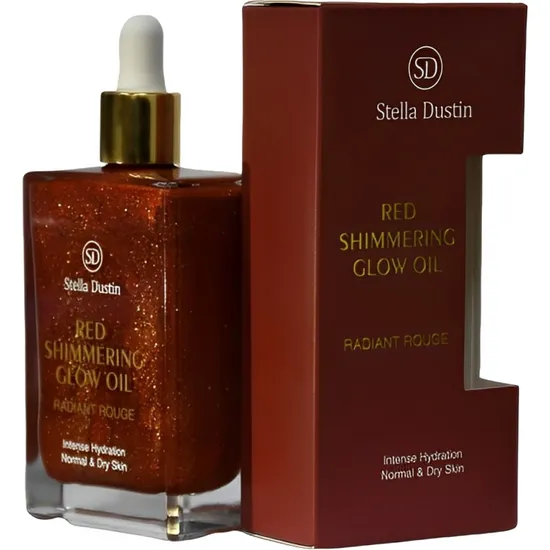 SD
Stella Dustin
RED
SHIMMERING
GLOW OIL
RADIANT ROUGE
Intense Hydration
Normal & Dry Skin
SD
Stella Dustin
RED
SHIMMERING
GLOW OIL
RADIANT ROUGE
Intense Hydration
Normal & Dry Skin